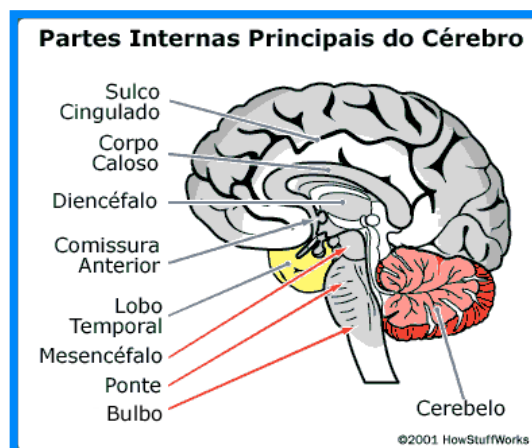 Partes Internas Principais do Cérebro
Sulco
Cingulado
Corpo
Caloso
Diencéfalo
Comissura
Anterior
Lobo
Temporal
Mesencéfalo
Ponte
Bulbo
Cerebelo
©2001 HowStuffWorks